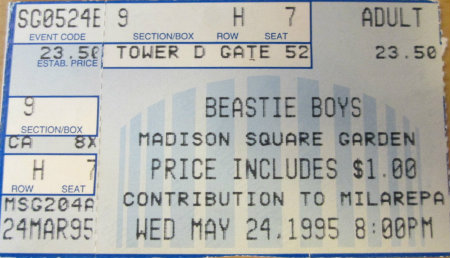 SG0524E 9 H 7 ADULT
EVENT CODE SECTION/BOX ROW SEAT
23.50 TOWER D GATE 52 23.50
ESTAB. PRICE
9 BEASTIE BOYS
SECTION/BOX
CA 8X MADISON SQUARE GARDEN
H 7 PRICE INCLUDES $1.00
ROW SEAT
MSG204A CONTRIBUTION TO MILAREPA
24MAR95 WED MAY 24,1995 8:00PM